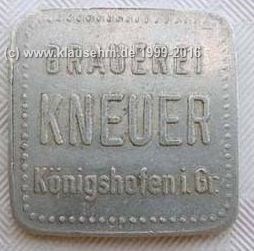 (c) www.klausehm.de 1999-2016
BRAUEREI
KNEUER
Königshofen i. Gr.